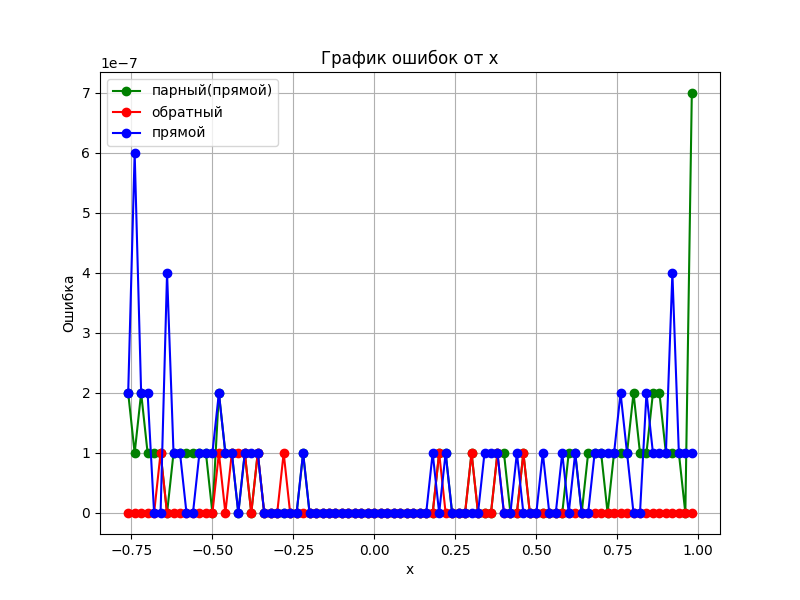 График ошибок от x
1e−7
парный(прямой)
обратный
прямой
7
6
5
4
3
2
1
0
Ошибка
−0.75
−0.50
−0.25
0.00
0.25
0.50
0.75
1.00
x